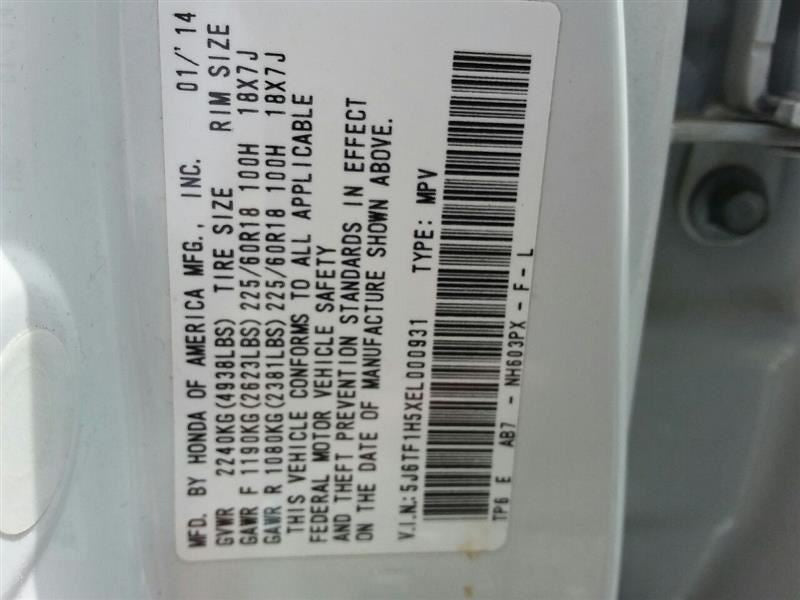 MFD. BY HONDA OF AMERICA MFG., INC. 01/'14
GVWR 2240KG(4938LBS) TIRE SIZE RIM SIZE
GAWR F 1190KG(2623LBS) 225/60R18 100H 18X7J
GAWR R 1080KG(2381LBS) 225/60R18 100H 18X7J
THIS VEHICLE CONFORMS TO ALL APPLICABLE
FEDERAL MOTOR VEHICLE SAFETY
AND THEFT PREVENTION STANDARDS IN EFFECT
ON THE DATE OF MANUFACTURE SHOWN ABOVE.
V.I.N.: 5J6TF1H5XEL000931 TYPE: MPV
TP6 E AB7 - NH603PX - F - L